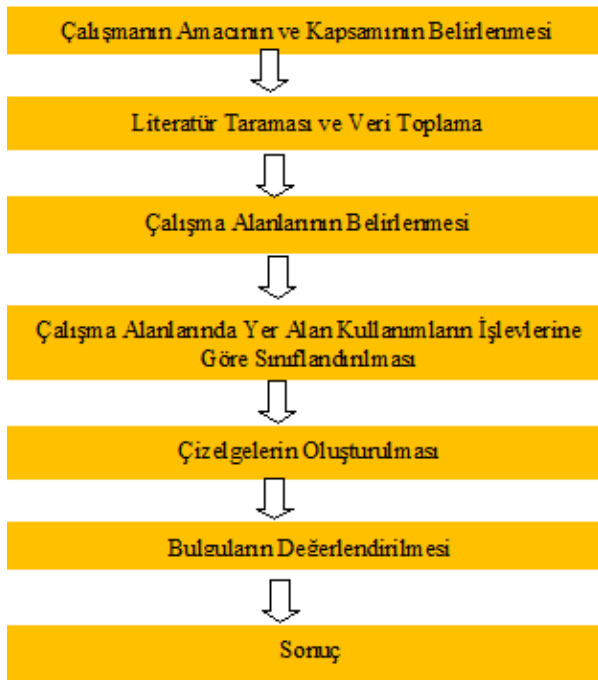 Çalışmanın Amacının ve Kapsamının Belirlenmesi
Literatür Taraması ve Veri Toplama
Çalışma Alanlarının Belirlenmesi
Çalışma Alanlarında Yer Alan Kullanımların İşlevlerine
Göre Sınıflandırılması
Çizelgelerin Oluşturulması
Bulguların Değerlendirilmesi
Sonuç